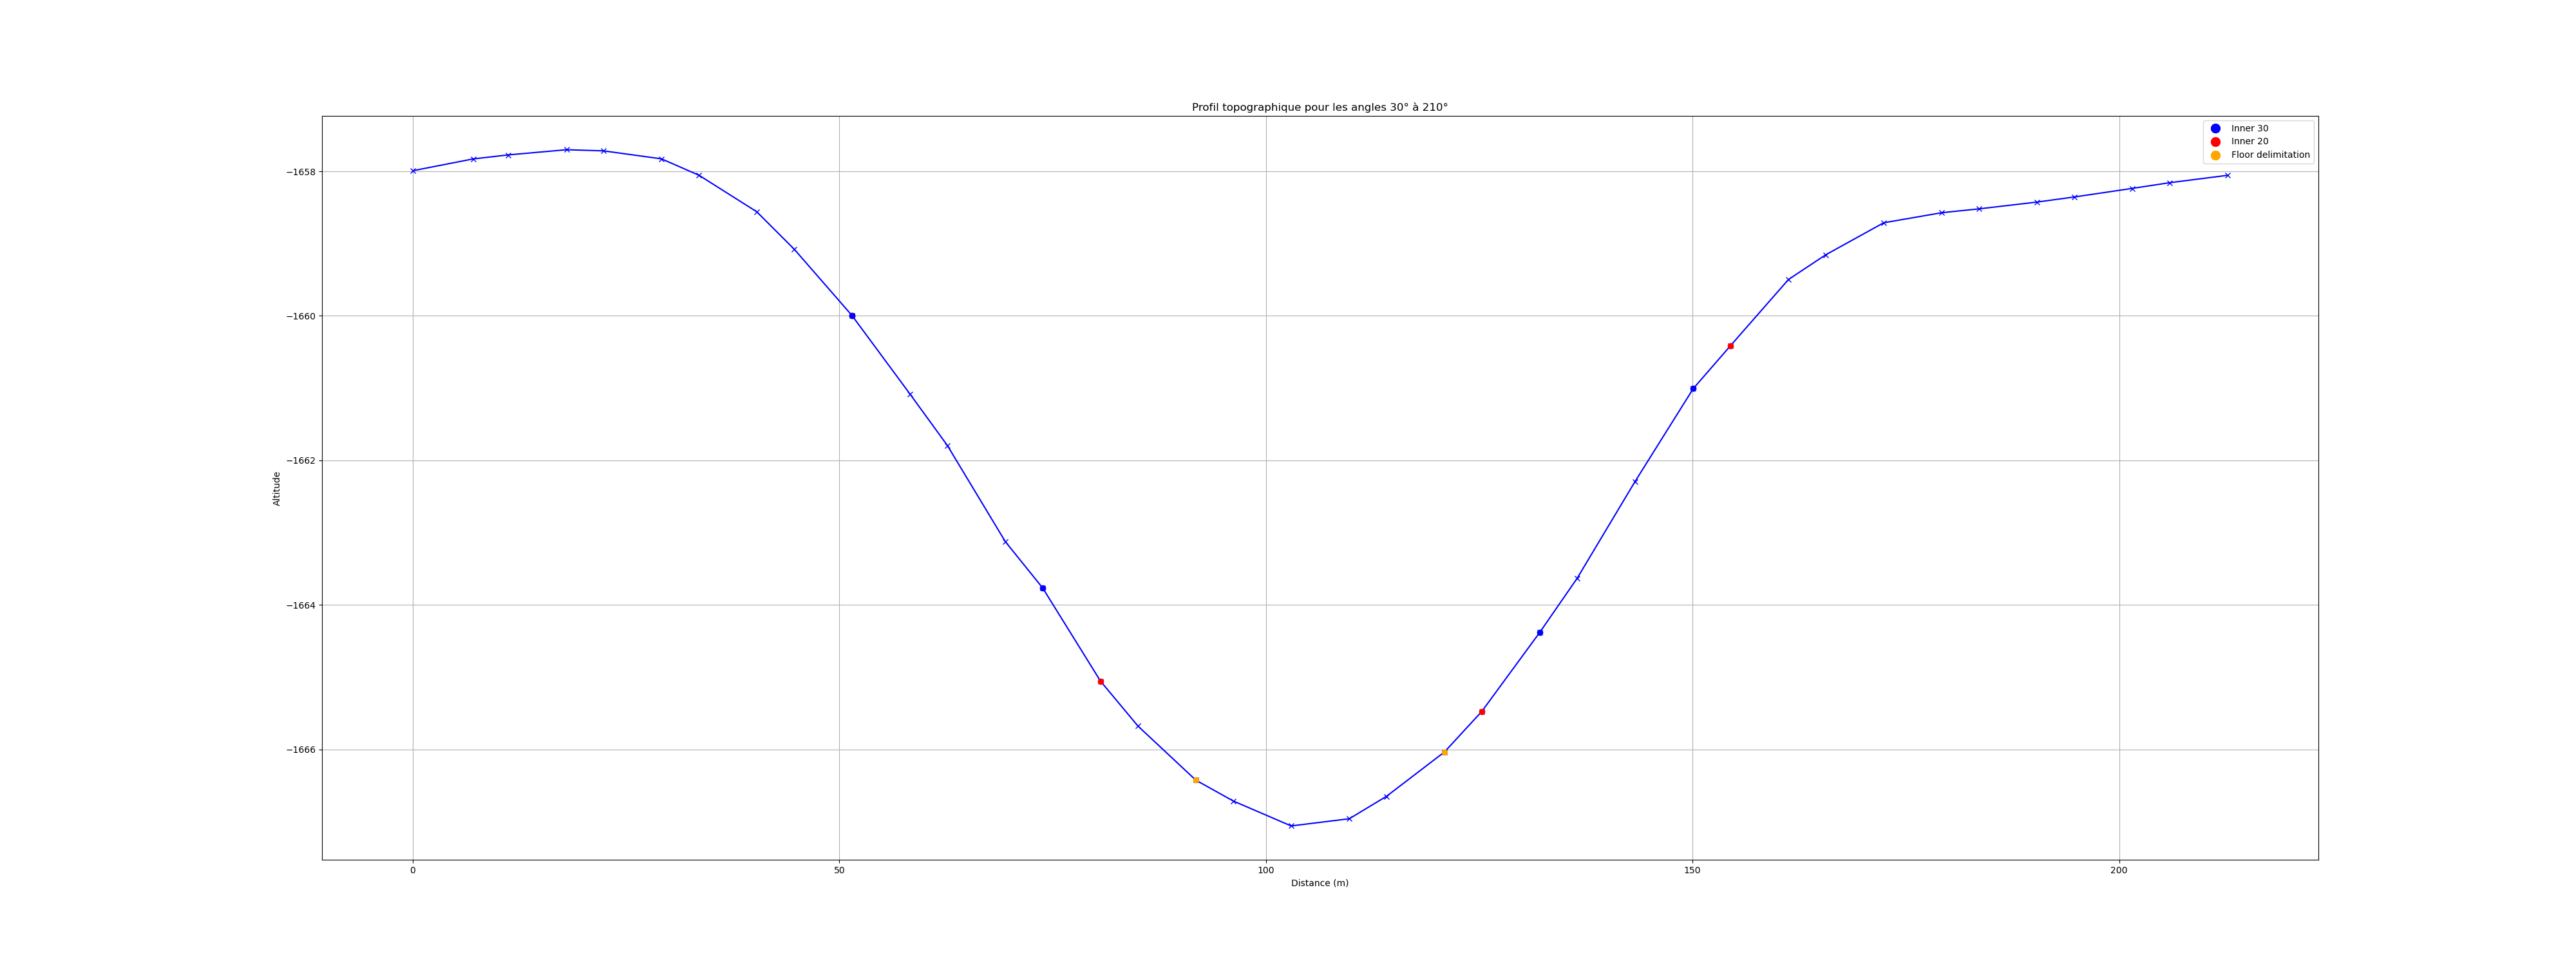 Profil topographique pour les angles 30° à 210°
Inner 30
Inner 20
Floor delimitation
−1658
−1660
−1662
−1664
−1666
Altitude
0 50 100 150 200
Distance (m)